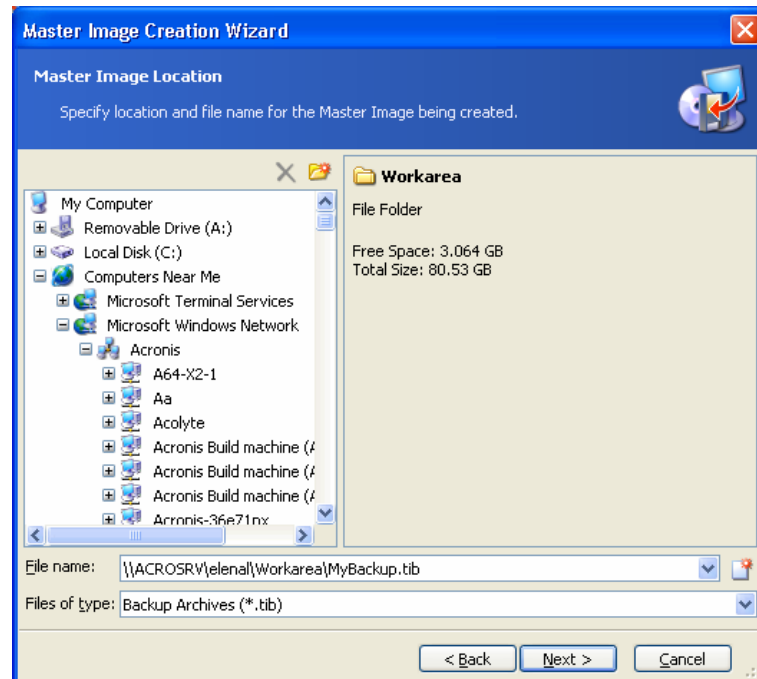 Master Image Creation Wizard
Master Image Location
Specify location and file name for the Master Image being created.
My Computer
Removable Drive (A:)
Local Disk (C:)
Computers Near Me
Microsoft Terminal Services
Microsoft Windows Network
Acronis
A64-X2-1
Aa
Acolyte
Acronis Build machine (A
Acronis Build machine (A
Acronis Build machine (A
Acronis-36e71nx
Workarea
File Folder
Free Space: 3.064 GB
Total Size: 80.53 GB
File name: \\ACROSRV\elenal\Workarea\MyBackup.tib
Files of type: Backup Archives (*.tib)
< Back Next > Cancel